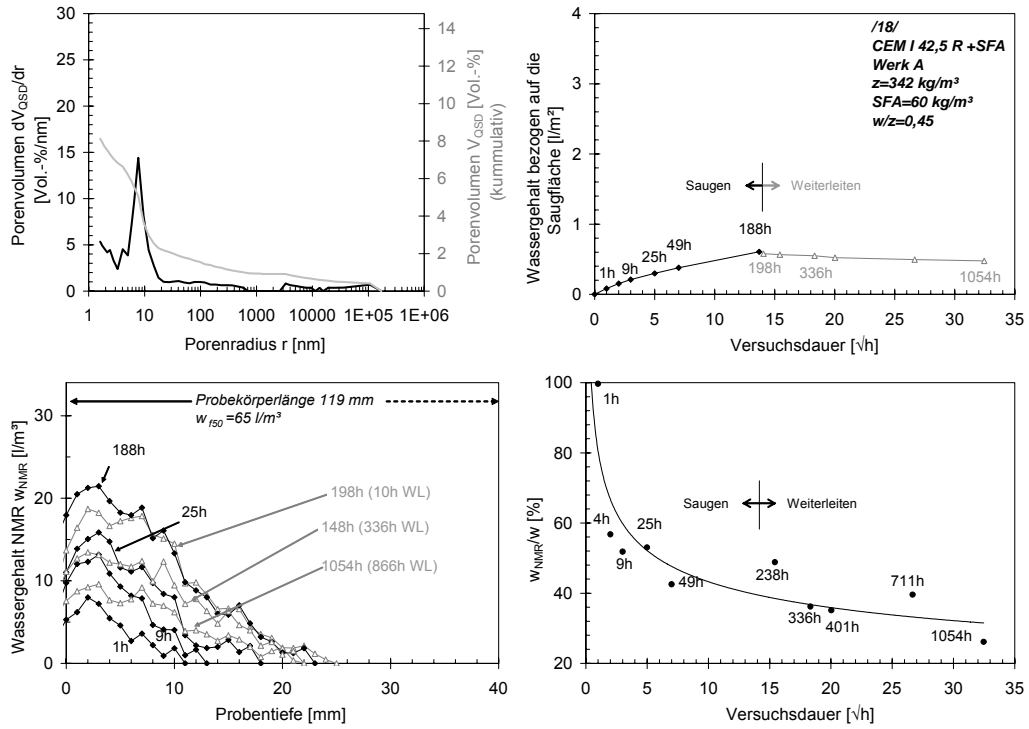 30
25
20
15
10
5
0
14
12
10
8
6
4
2
0
1
10
100
1000
10000
1E+05
1E+06
Porenvolumen dV_QSD/dr
[Vol.-%/nm]
Porenvolumen V_QSD [Vol.-%]
(kummulativ)
Porenradius r [nm]
4
3
2
1
0
0
5
10
15
20
25
30
35
Wassergehalt bezogen auf die
Saugfläche [l/m²]
Versuchsdauer [√h]
/18/
CEM I 42,5 R +SFA
Werk A
z=342 kg/m³
SFA=60 kg/m³
w/z=0,45
Saugen
Weiterleiten
1h
9h
25h
49h
188h
198h
336h
1054h
30
20
10
0
0
10
20
30
40
Wassergehalt NMR w_NMR [l/m³]
Probentiefe [mm]
Probekörperlänge 119 mm
w_f50 =65 l/m³
188h
25h
198h (10h WL)
148h (336h WL)
1054h (866h WL)
9h
1h
100
80
60
40
20
0
5
10
15
20
25
30
35
w_NMR/w [%]
Versuchsdauer [√h]
Saugen
Weiterleiten
1h
4h
9h
25h
49h
238h
336h
401h
711h
1054h